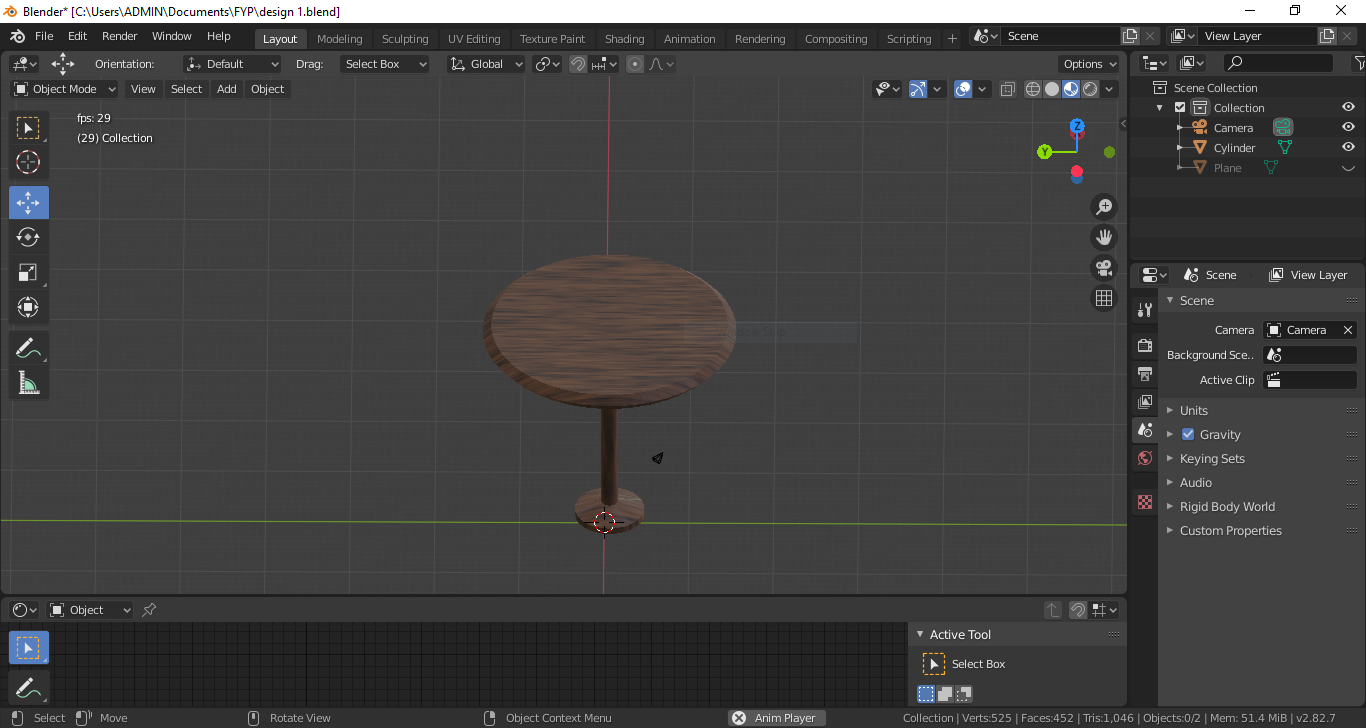 Blender* [C:\Users\ADMIN\Documents\FYP\design 1.blend]
File Edit Render Window Help Layout Modeling Sculpting UV Editing Texture Paint Shading Animation Rendering Compositing Scripting + Scene View Layer
Orientation: Default Drag: Select Box Global Options
Object Mode View Select Add Object
fps: 29
(29) Collection
Z
Y
Scene Collection
Collection
Camera
Cylinder
Plane
Scene View Layer
Scene
Camera Camera
Background Sce..
Active Clip
Units
Gravity
Keying Sets
Audio
Rigid Body World
Custom Properties
Object
Active Tool
Select Box
Select Move Rotate View Object Context Menu Anim Player Collection | Verts:525 | Faces:452 | Tris:1,046 | Objects:0/2 | Mem: 51.4 MiB | v2.82.7